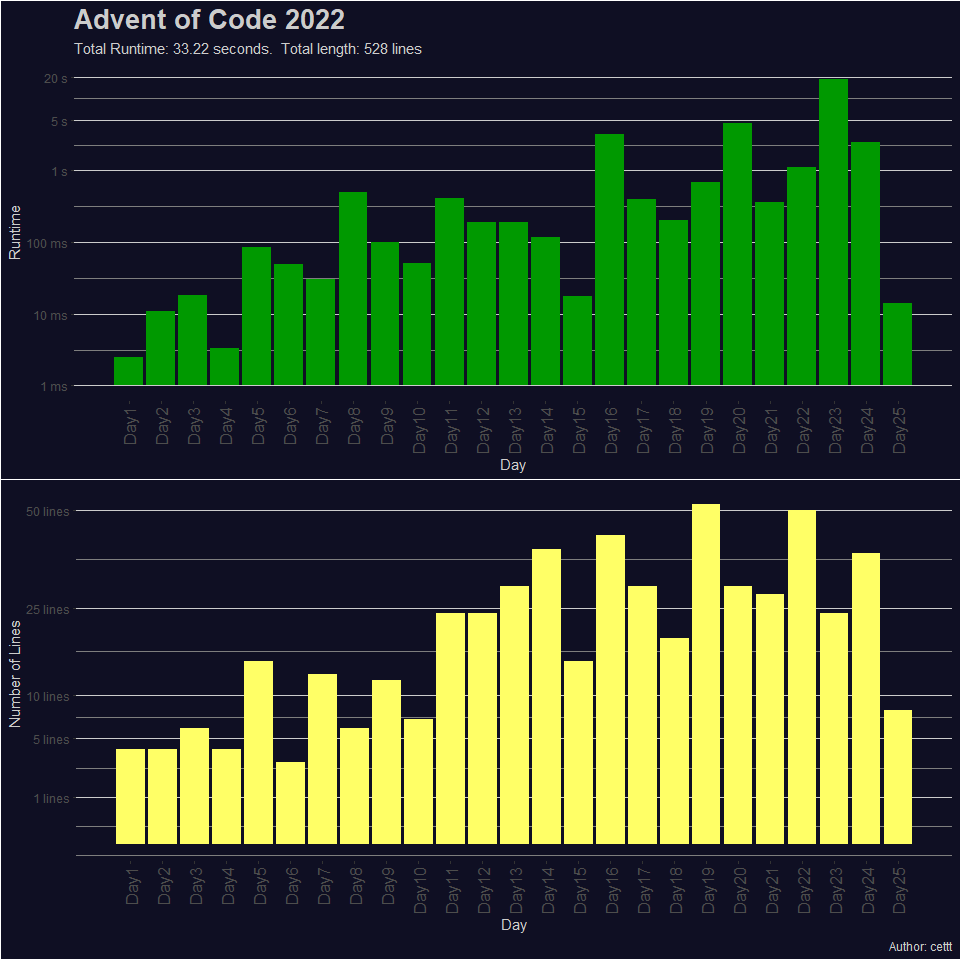 Advent of Code 2022
Total Runtime: 33.22 seconds.  Total length: 528 lines
Runtime
20 s
5 s
1 s
100 ms
10 ms
1 ms
Day1 Day2 Day3 Day4 Day5 Day6 Day7 Day8 Day9 Day10 Day11 Day12 Day13 Day14 Day15 Day16 Day17 Day18 Day19 Day20 Day21 Day22 Day23 Day24 Day25
Day
Number of Lines
50 lines
25 lines
10 lines
5 lines
1 lines
Day1 Day2 Day3 Day4 Day5 Day6 Day7 Day8 Day9 Day10 Day11 Day12 Day13 Day14 Day15 Day16 Day17 Day18 Day19 Day20 Day21 Day22 Day23 Day24 Day25
Day
Author: cettt